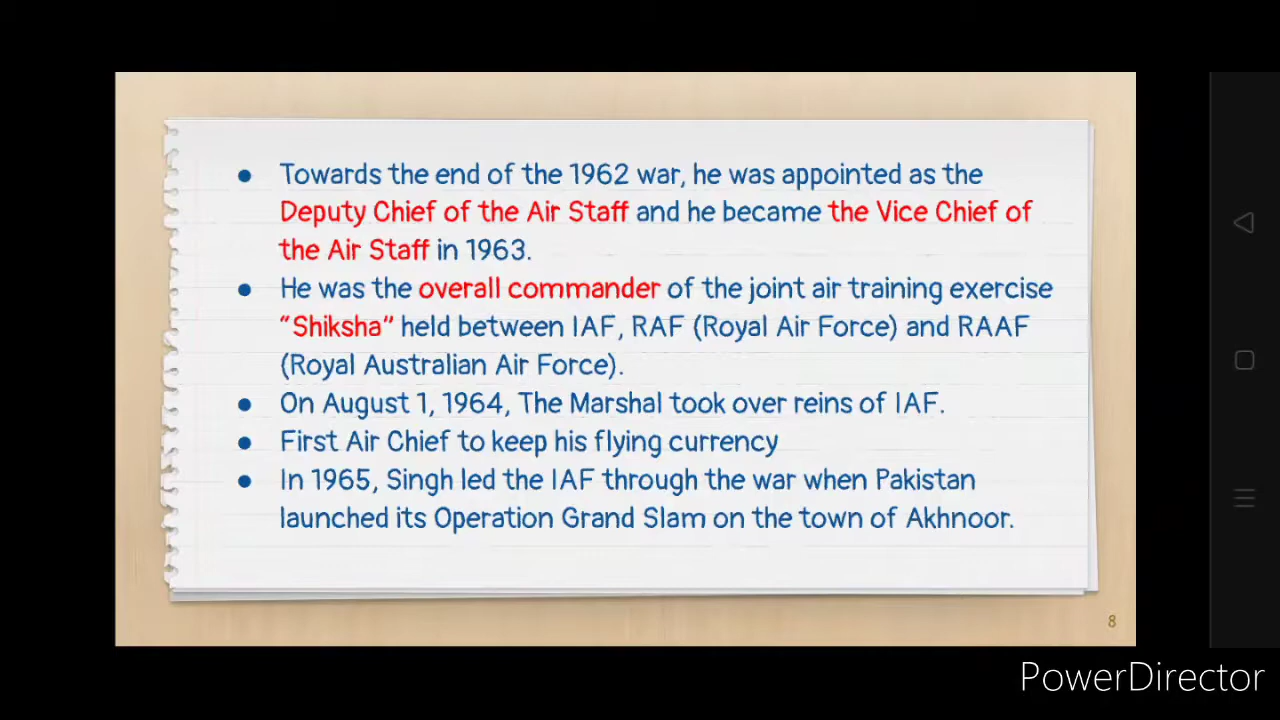 ● Towards the end of the 1962 war, he was appointed as the
Deputy Chief of the Air Staff and he became the Vice Chief of
the Air Staff in 1963.
● He was the overall commander of the joint air training exercise
“Shiksha” held between IAF, RAF (Royal Air Force) and RAAF
(Royal Australian Air Force).
● On August 1, 1964, The Marshal took over reins of IAF.
● First Air Chief to keep his flying currency
● In 1965, Singh led the IAF through the war when Pakistan
launched its Operation Grand Slam on the town of Akhnoor.
8
PowerDirector